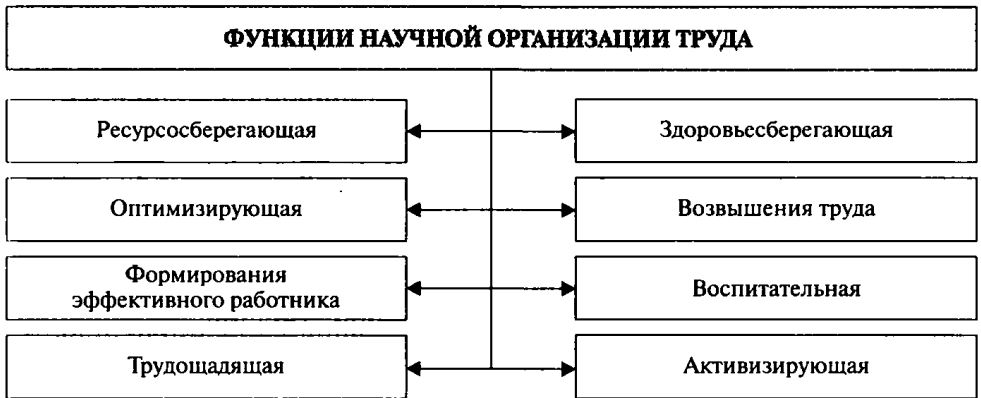 ФУНКЦИИ НАУЧНОЙ ОРГАНИЗАЦИИ ТРУДА
Ресурсосберегающая
Здоровьесберегающая
Оптимизирующая
Возвышения труда
Формирования
эффективного работника
Воспитательная
Трудощадящая
Активизирующая